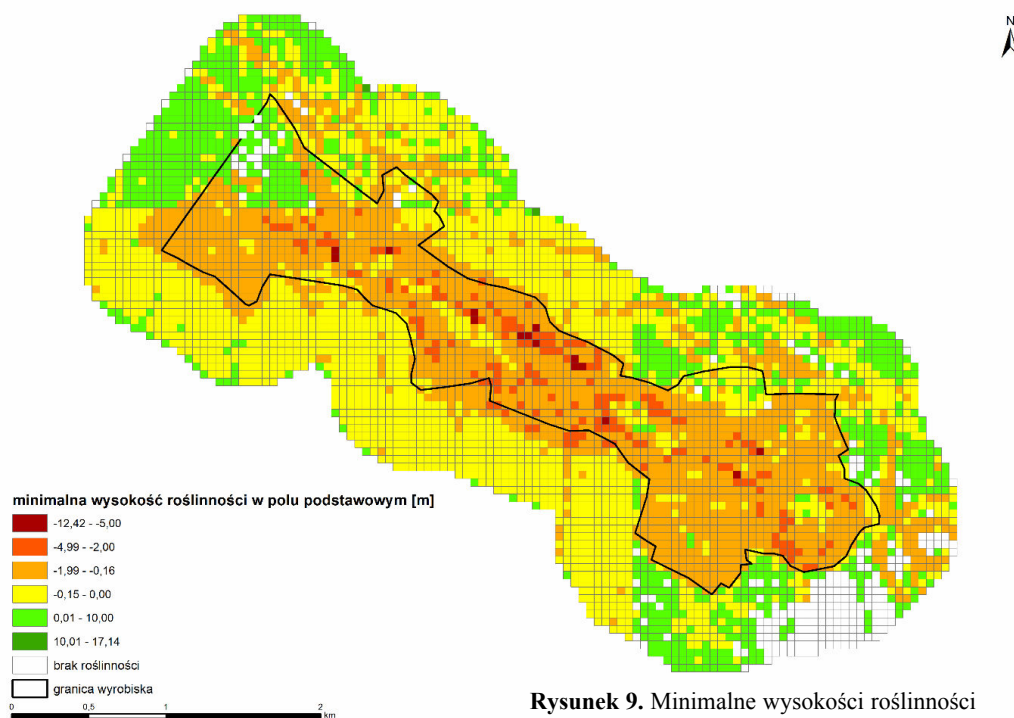 N
minimalna wysokość roślinności w polu podstawowym [m]
-12,42 - -5,00
-4,99 - -2,00
-1,99 - -0,16
-0,15 - 0,00
0,01 - 10,00
10,01 - 17,14
brak roślinności
granica wyrobiska
0 0,5 1 2
km
Rysunek 9. Minimalne wysokości roślinności